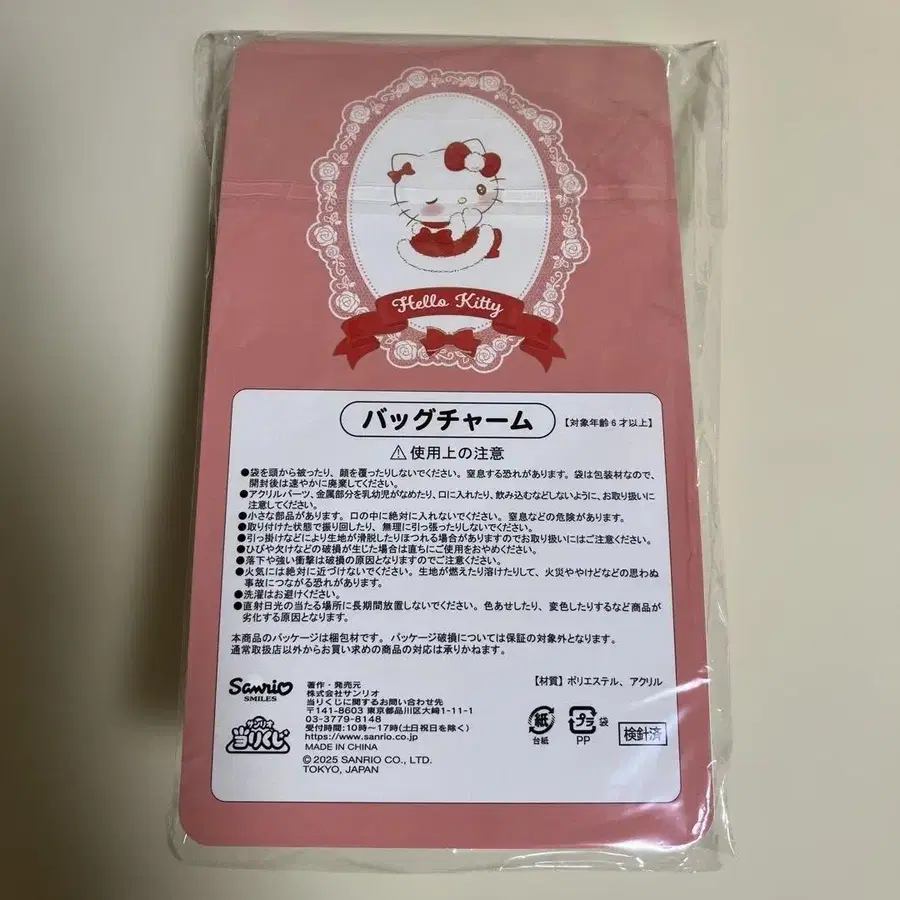 Hello Kitty
バッグチャーム
【対象年齢6才以上】
⚠使用上の注意
●袋を頭から被ったり、顔を覆ったりしないでください。窒息する恐れがあります。袋は包装材なので、
開封後は速やかに廃棄してください。
●アクリルパーツ、金属部分を乳幼児がなめたり、口に入れたり、飲み込むなどしないように、お取り扱いに
注意してください。
●小さな部品があります。口の中に絶対に入れないでください。窒息などの危険があります。
●取り付けた状態で振り回したり、無理に引っ張ったりしないでください。
●引っ掛けなどにより生地が滑脱したりほつれる場合がありますのでお取り扱いにはご注意ください。
●ひびや欠けなどの破損が生じた場合は直ちにご使用をおやめください。
●落下や強い衝撃は破損の原因となりますのでご注意ください。
●火気には絶対に近づけないでください。生地が燃えたり溶けたりして、火災ややけどなどの思わぬ
事故につながる恐れがあります。
●洗濯はお避けください。
●直射日光の当たる場所に長期間放置しないでください。色あせしたり、変色したりするなど商品が
劣化する原因となります。
本商品のパッケージは梱包材です。パッケージ破損については保証の対象外となります。
通常取扱店以外からお買い求めの商品の対応は承りかねます。
【材質】ポリエステル、アクリル
Sanrio
SMILES
サンリオ
当りくじ
著作・発売元
株式会社サンリオ
当りくじに関するお問い合わせ先
〒141-8603 東京都品川区大崎1-11-1
03-3779-8148
受付時間:10時〜17時(土日祝日を除く)
https://www.sanrio.co.jp
MADE IN CHINA
©2025 SANRIO CO., LTD.
TOKYO, JAPAN
紙
台紙
プラ
袋
PP
検針済